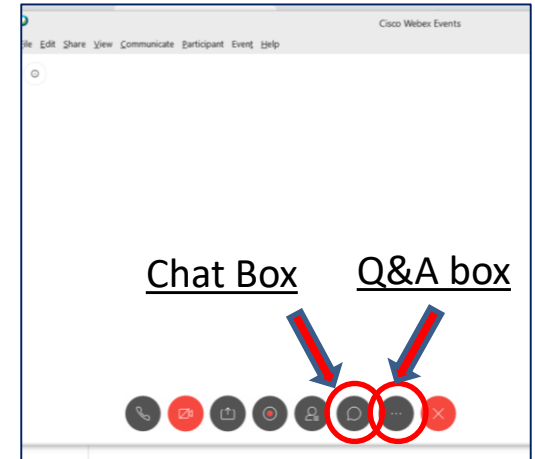 Cisco Webex Events
ile Edit Share View Communicate Participant Event Help
Chat Box Q&A box